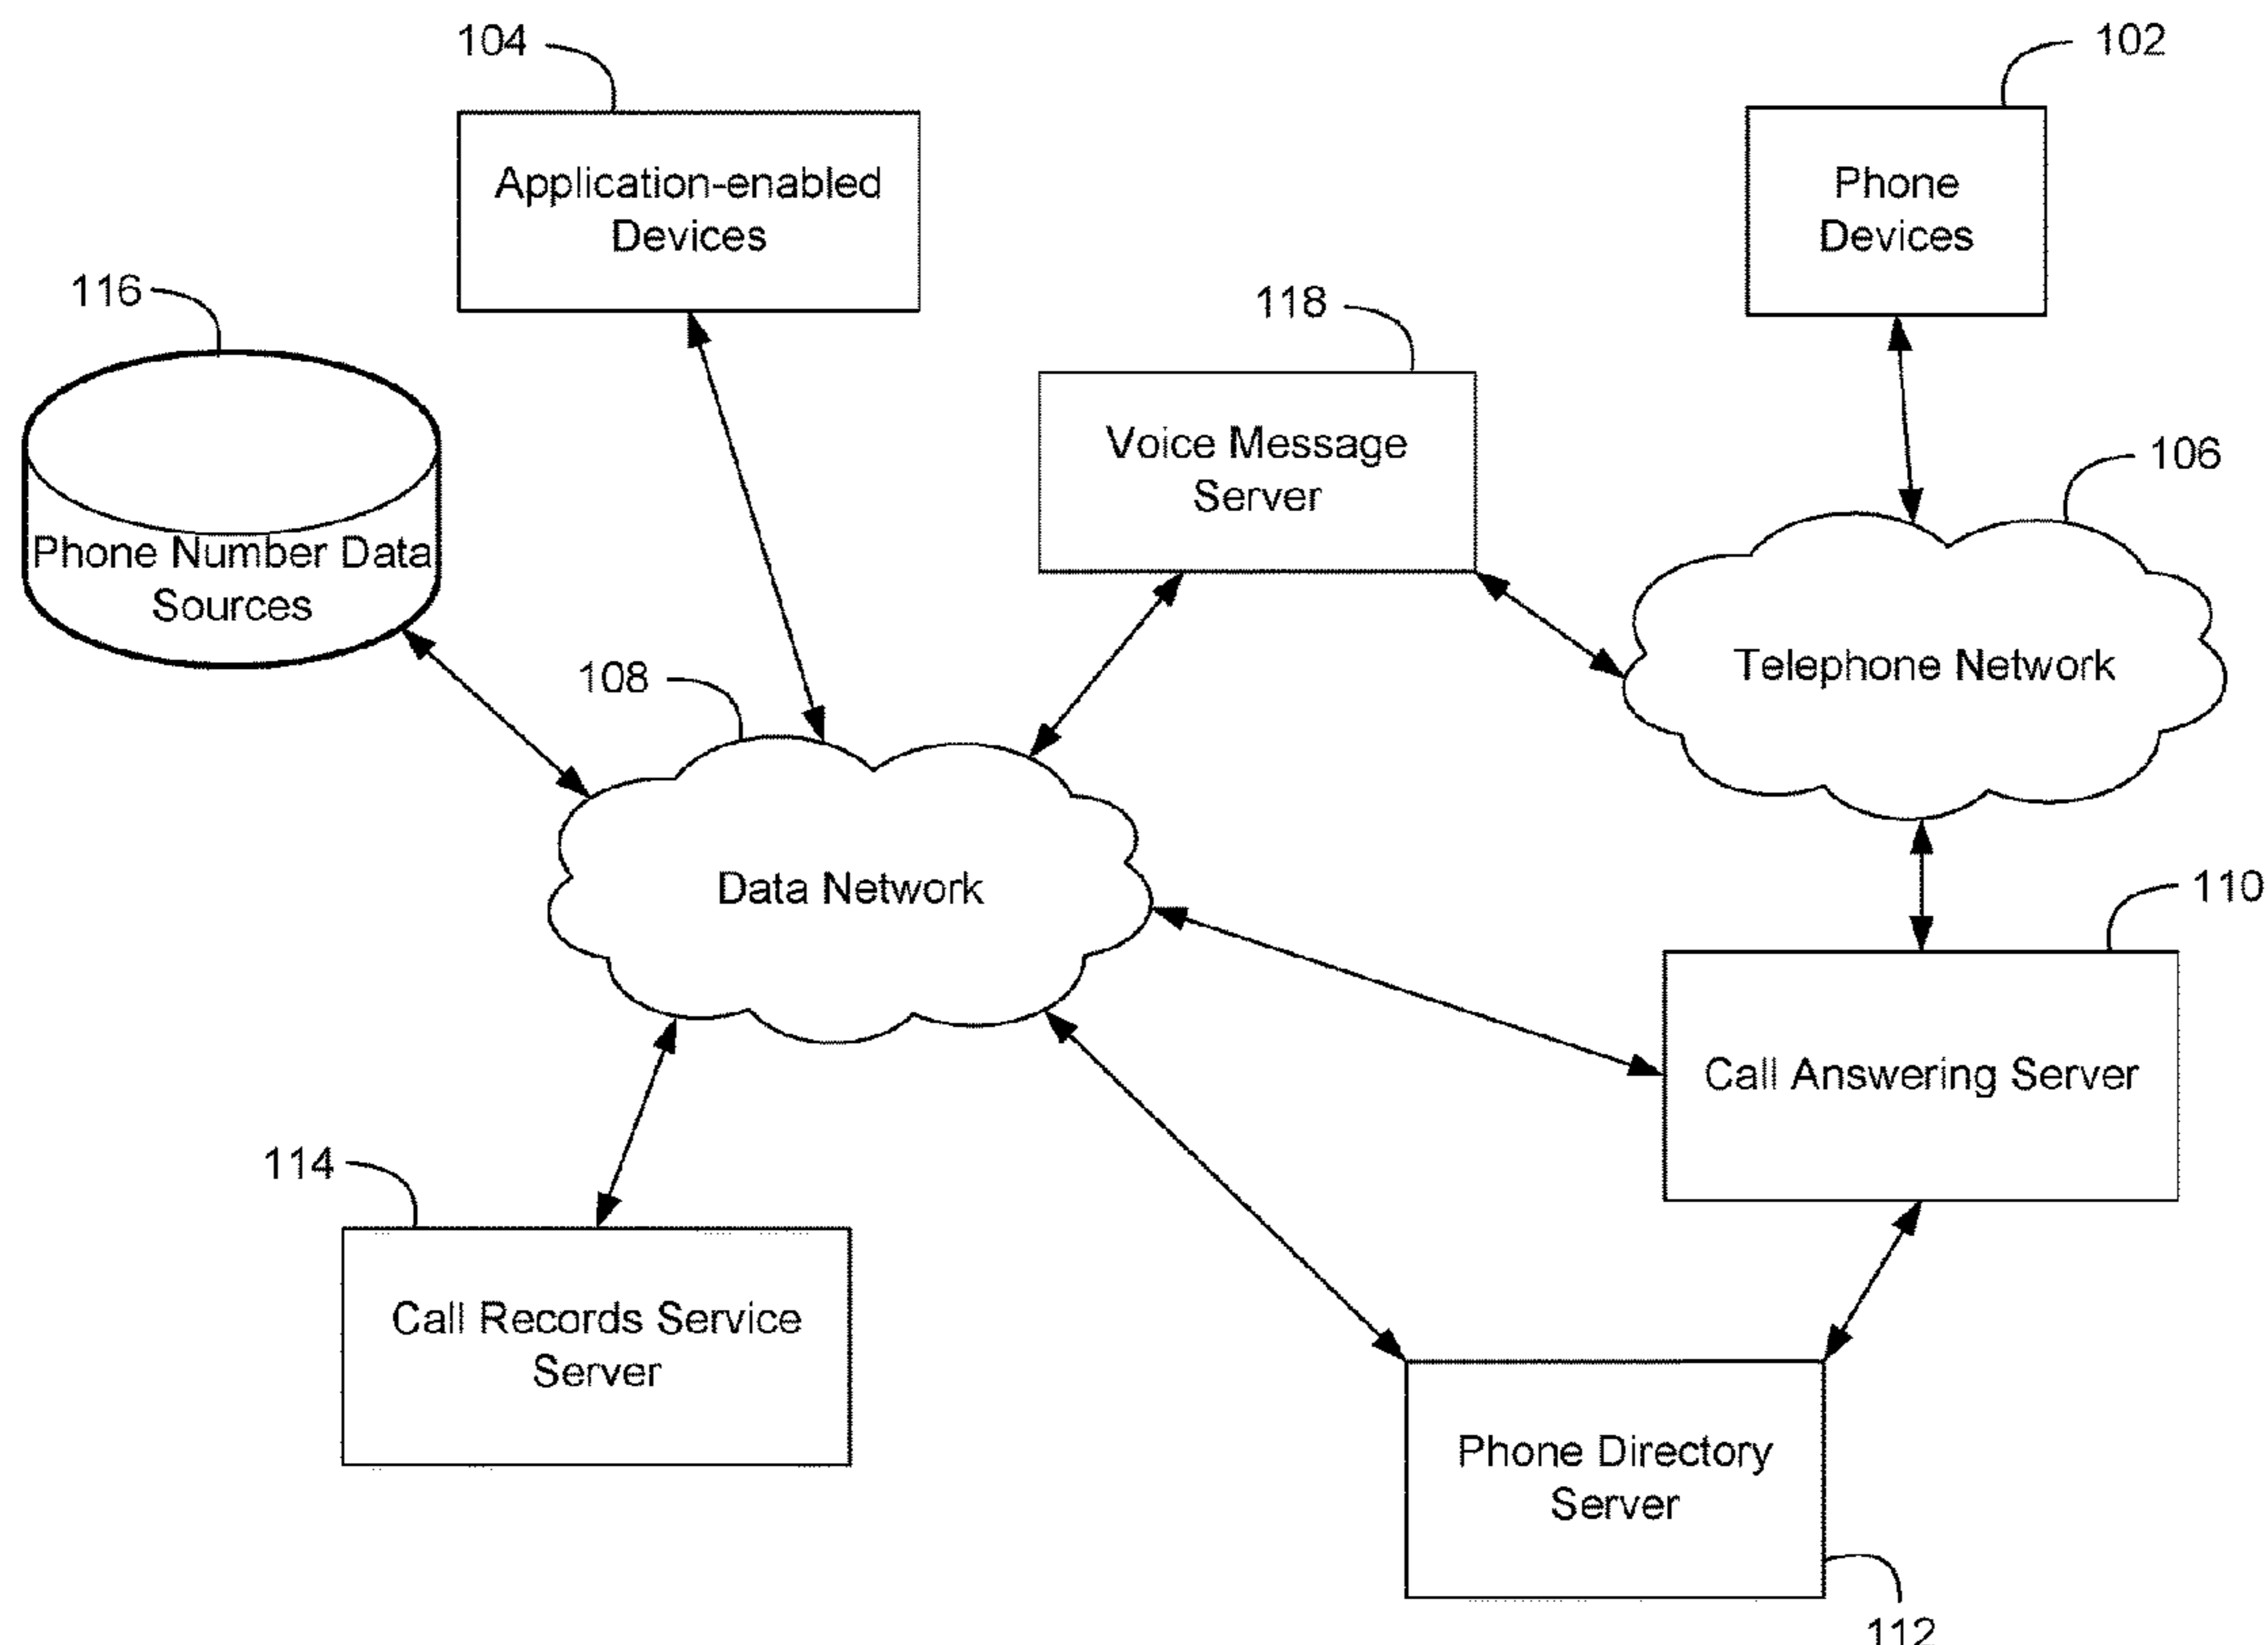 104
102
Application-enabled
Devices
Phone
Devices
116
118
Voice Message
Server
106
Phone Number Data
Sources
108
Telephone Network
Data Network
110
Call Answering Server
114
Call Records Service
Server
Phone Directory
Server
112